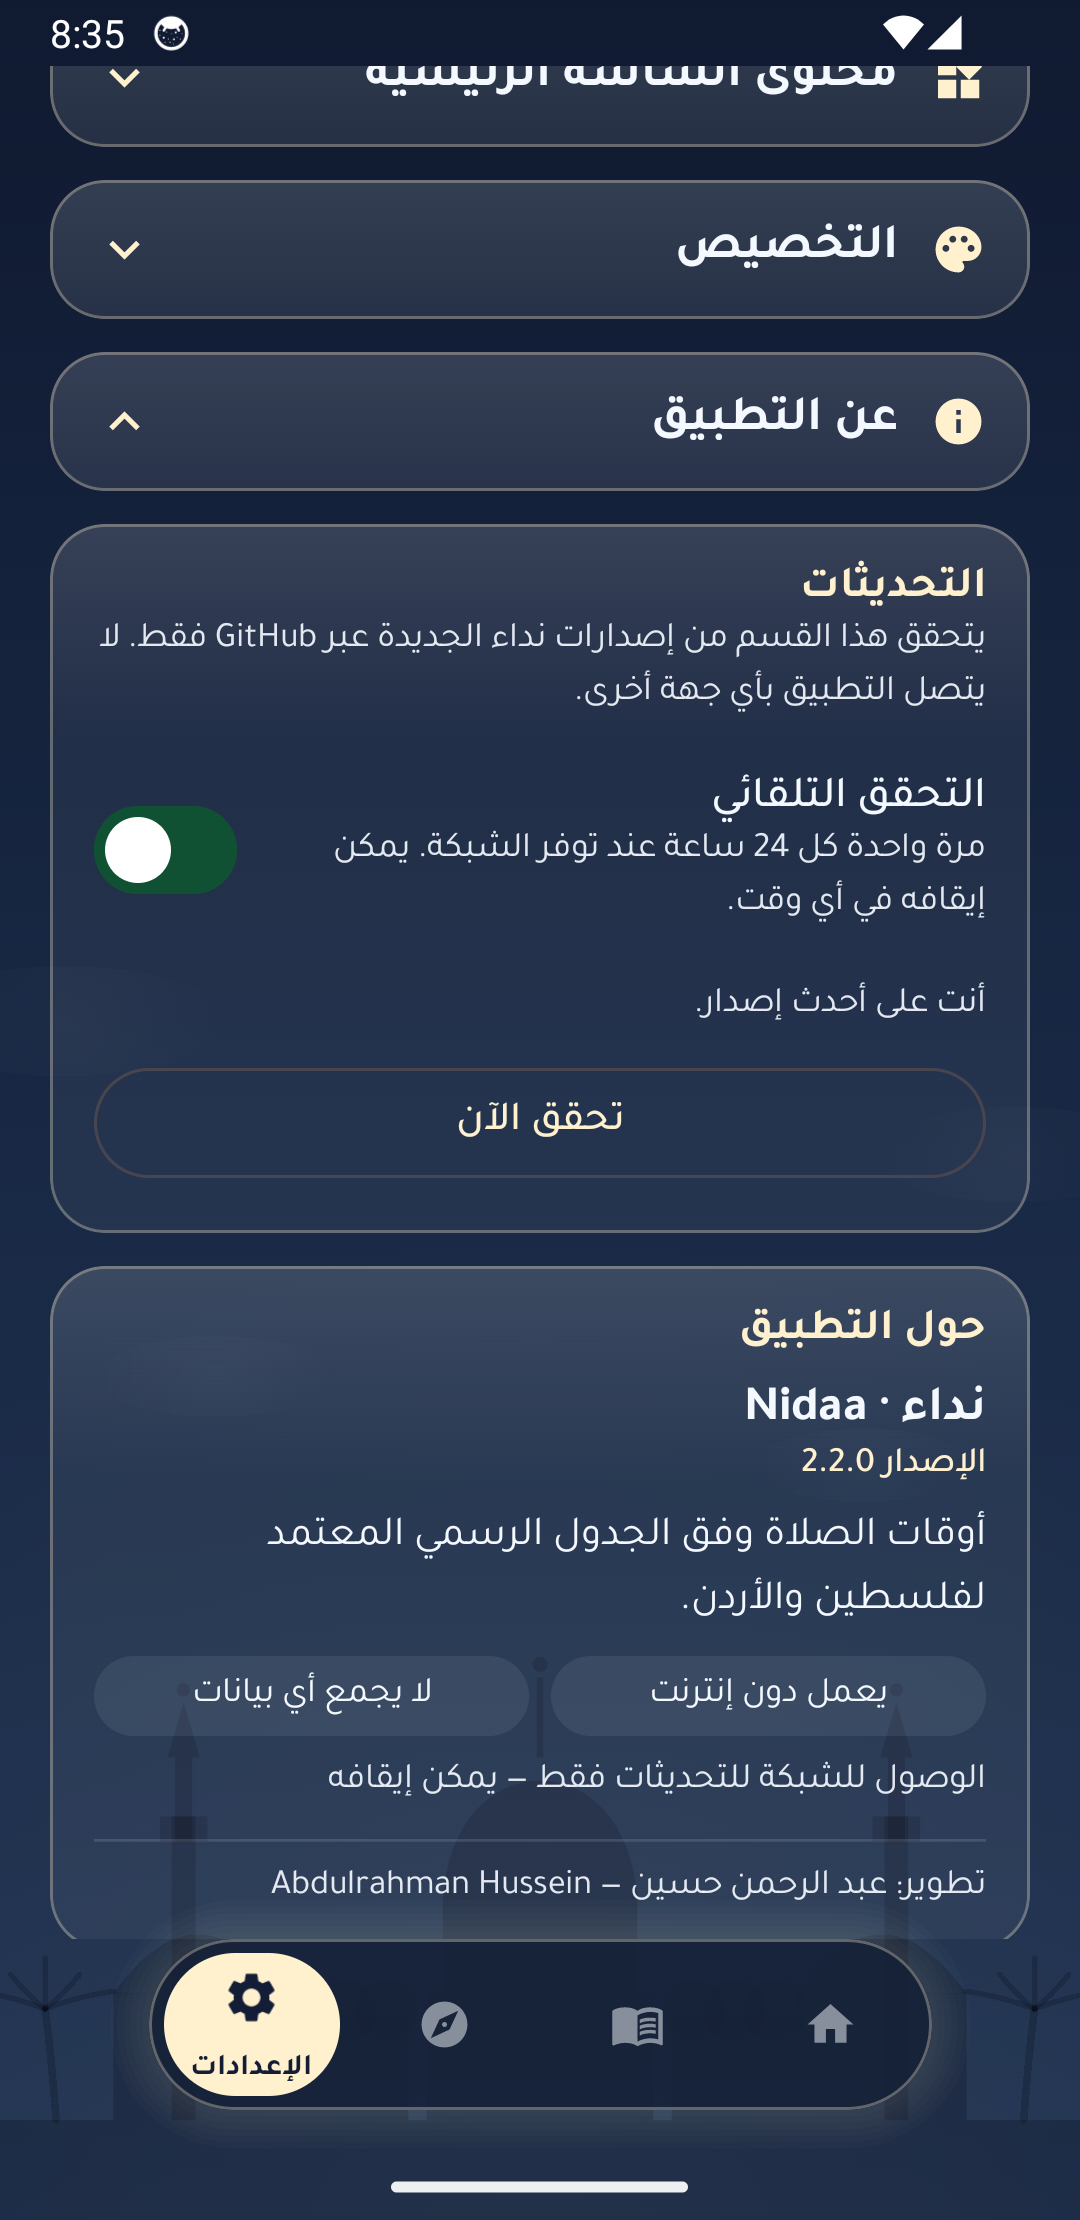 8:35
محتوى الشاشة الرئيسية
التخصيص
عن التطبيق
التحديثات
يتحقق هذا القسم من إصدارات نداء الجديدة عبر GitHub فقط. لا
يتصل التطبيق بأي جهة أخرى.
التحقق التلقائي
مرة واحدة كل 24 ساعة عند توفر الشبكة. يمكن
إيقافه في أي وقت.
أنت على أحدث إصدار.
تحقق الآن
حول التطبيق
نداء · Nidaa
الإصدار 2.2.0
أوقات الصلاة وفق الجدول الرسمي المعتمد
لفلسطين والأردن.
يعمل دون إنترنت
لا يجمع أي بيانات
الوصول للشبكة للتحديثات فقط – يمكن إيقافه
تطوير: عبد الرحمن حسين – Abdulrahman Hussein
الإعدادات